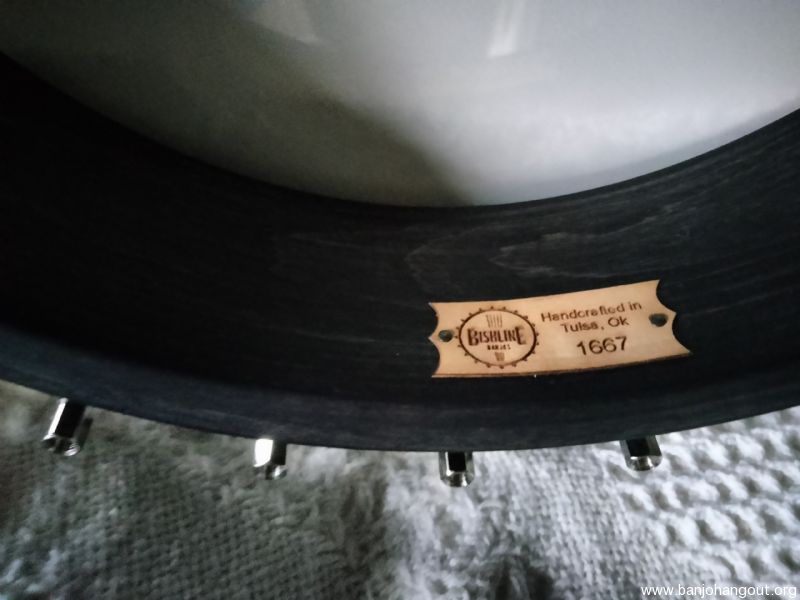 BISHLINE
BANJOS
Handcrafted in
Tulsa, Ok
1667
www.banjohangout.org